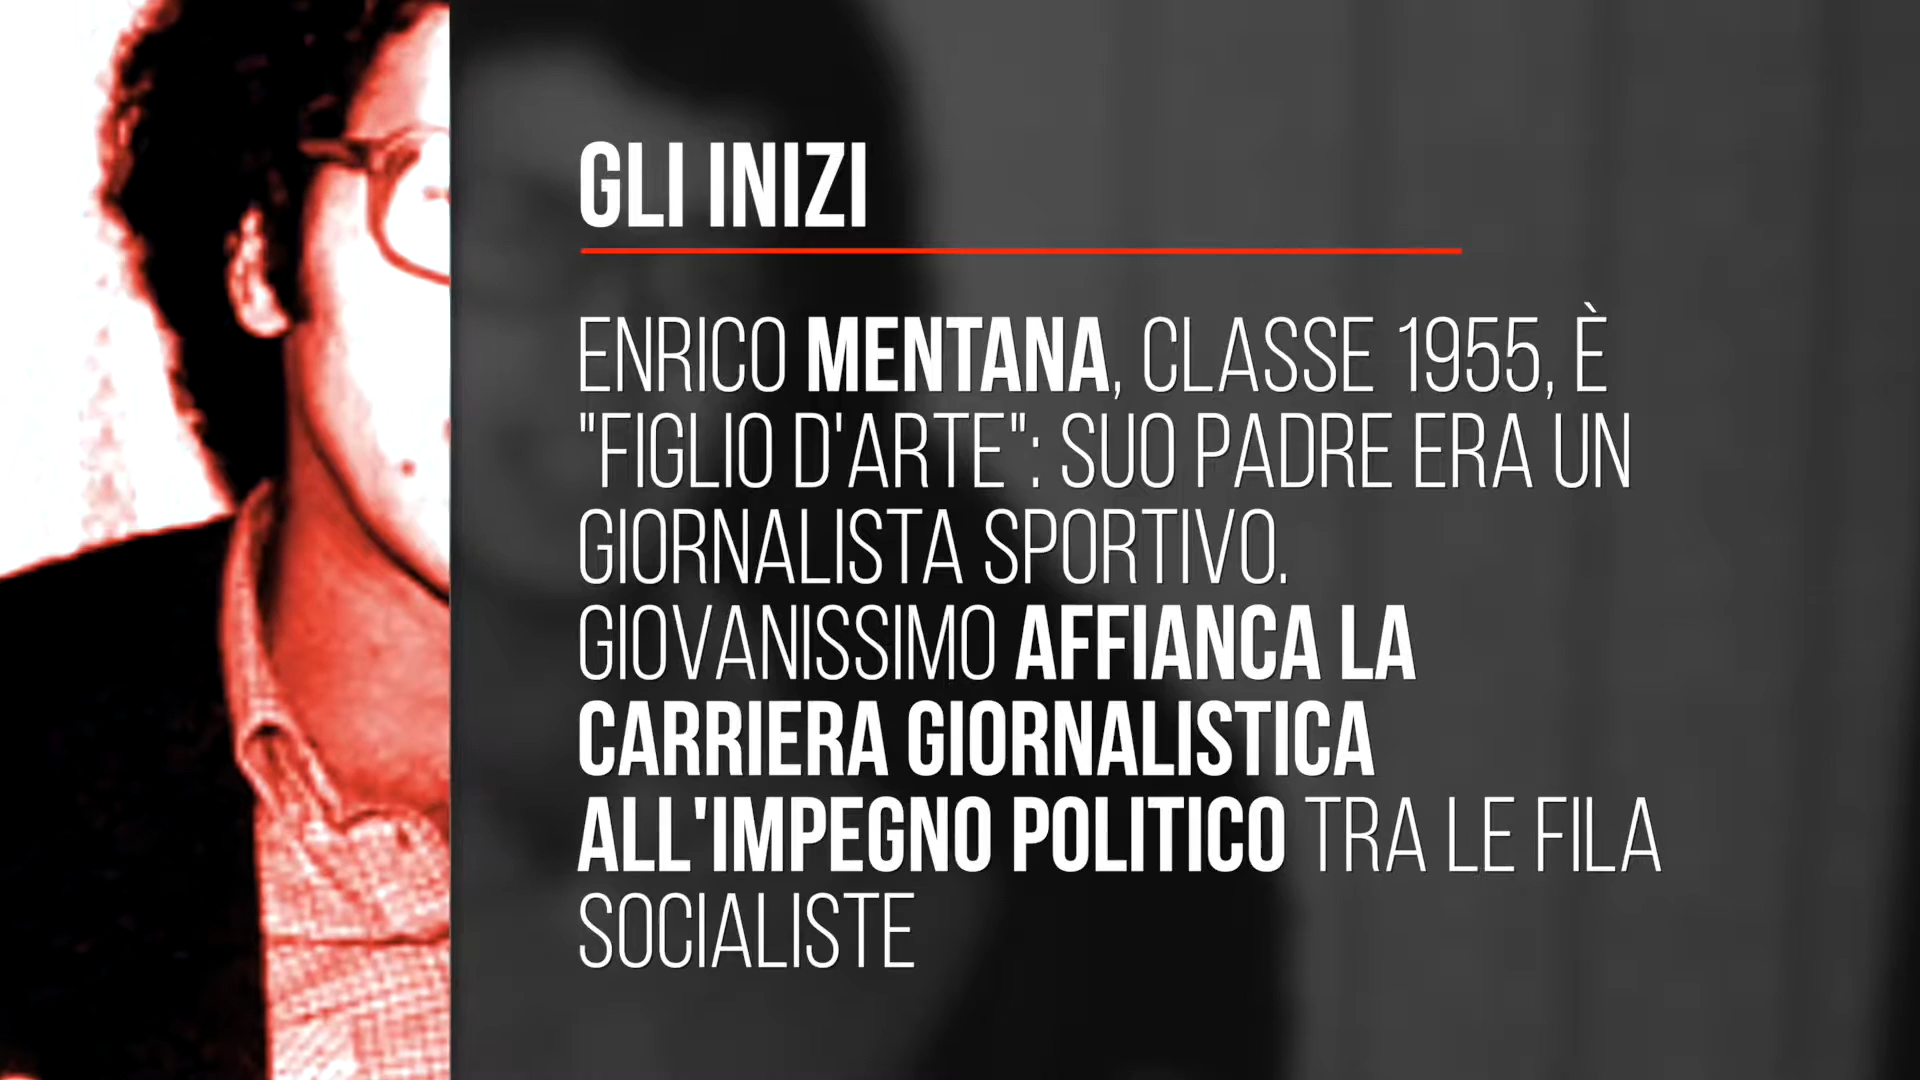 GLI INIZI
ENRICO MENTANA, CLASSE 1955, È
"FIGLIO D'ARTE": SUO PADRE ERA UN
GIORNALISTA SPORTIVO.
GIOVANISSIMO AFFIANCA LA
CARRIERA GIORNALISTICA
ALL'IMPEGNO POLITICO TRA LE FILA
SOCIALISTE